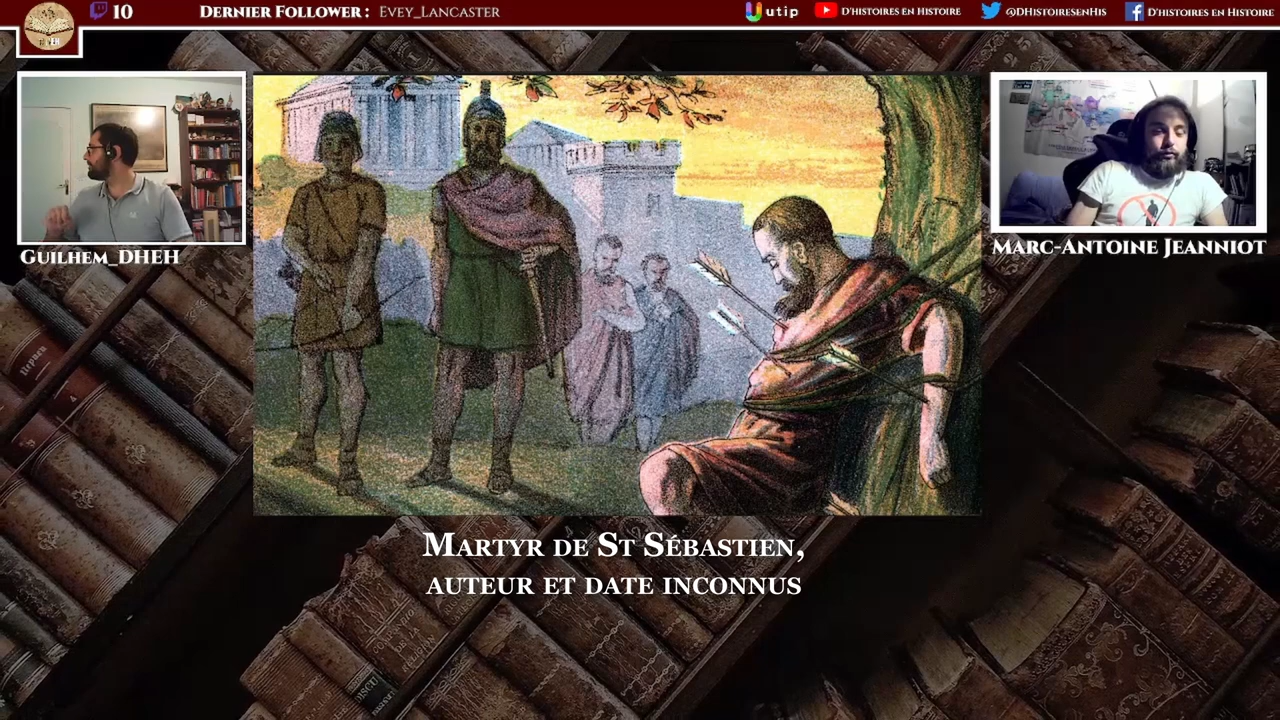 10
DERNIER FOLLOWER : EVEY_LANCASTER
utip
D'HISTOIRES EN HISTOIRE
@DHISTOIRESENHIS
D'HISTOIRES EN HISTOIRE
GUILHEM_DHEH
MARC-ANTOINE JEANNIOT
MARTYR DE ST SÉBASTIEN,
AUTEUR ET DATE INCONNUS